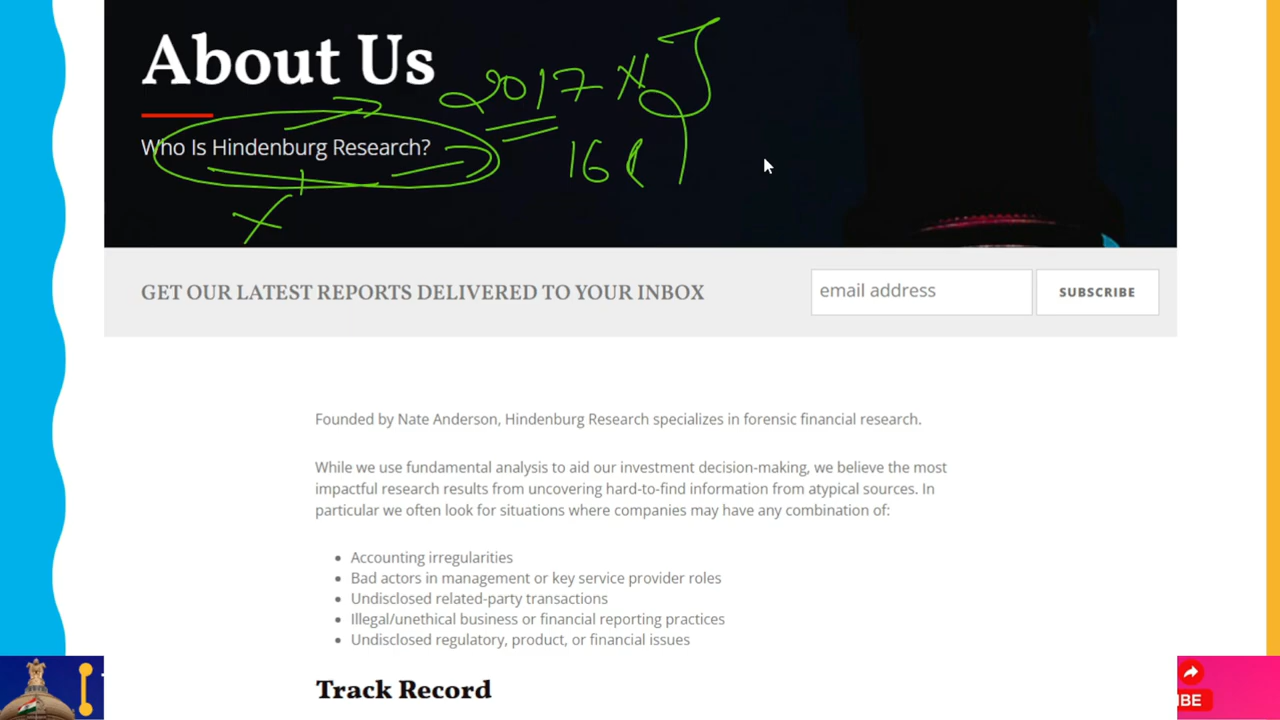 About Us
2017
Who Is Hindenburg Research?
16
X
GET OUR LATEST REPORTS DELIVERED TO YOUR INBOX
email address
SUBSCRIBE
Founded by Nate Anderson, Hindenburg Research specializes in forensic financial research.
While we use fundamental analysis to aid our investment decision-making, we believe the most
impactful research results from uncovering hard-to-find information from atypical sources. In
particular we often look for situations where companies may have any combination of:
• Accounting irregularities
• Bad actors in management or key service provider roles
• Undisclosed related-party transactions
• Illegal/unethical business or financial reporting practices
• Undisclosed regulatory, product, or financial issues
Track Record
IBE